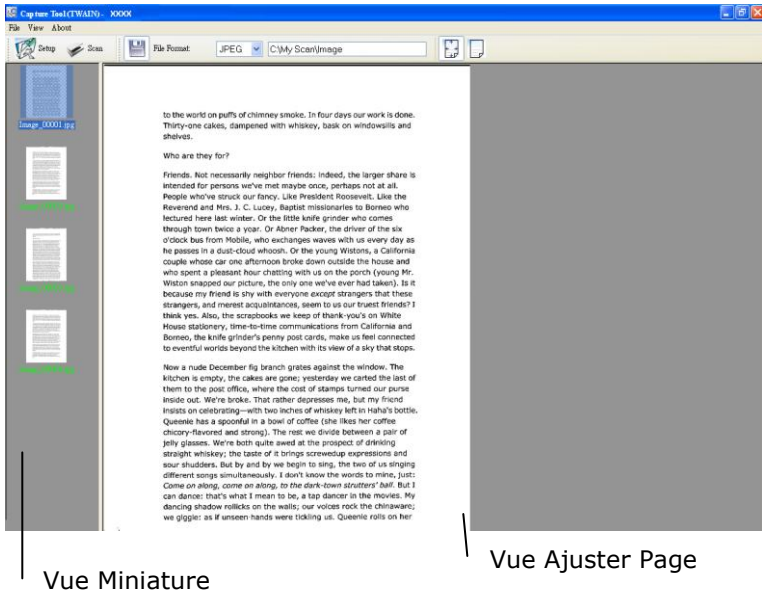 Capture Tool(TWAIN) - XXXX
File View About
Setup Scan File Format: JPEG C:\My Scan\Image
Image_00001.jpg
to the world on puffs of chimney smoke. In four days our work is done.
Thirty-one cakes, dampened with whiskey, bask on windowsills and
shelves.
Who are they for?
Friends. Not necessarily neighbor friends: indeed, the larger share is
intended for persons we've met maybe once, perhaps not at all.
People who've struck our fancy. Like President Roosevelt. Like the
Reverend and Mrs. J. C. Lucey, Baptist missionaries to Borneo who
lectured here last winter. Or the little knife grinder who comes
through town twice a year. Or Abner Packer, the driver of the six
o'clock bus from Mobile, who exchanges waves with us every day as
he passes in a dust-cloud whoosh. Or the young Wistons, a California
couple whose car one afternoon broke down outside the house and
who spent a pleasant hour chatting with us on the porch (young Mr.
Wiston snapped our picture, the only one we've ever had taken). Is it
because my friend is shy with everyone except strangers that these
strangers, and merest acquaintances, seem to us our truest friends? I
think yes. Also, the scrapbooks we keep of thank-you's on White
House stationery, time-to-time communications from California and
Borneo, the knife grinder's penny post cards, make us feel connected
to eventful worlds beyond the kitchen with its view of a sky that stops.
Now a nude December fig branch grates against the window. The
kitchen is empty, the cakes are gone; yesterday we carted the last of
them to the post office, where the cost of stamps turned our purse
inside out. We're broke. That rather depresses me, but my friend
insists on celebrating—with two inches of whiskey left in Haha's bottle.
Queenie has a spoonful in a bowl of coffee (she likes her coffee
chicory-flavored and strong). The rest we divide between a pair of
jelly glasses. We're both quite awed at the prospect of drinking
straight whiskey; the taste of it brings screwedup expressions and
sour shudders. But by and by we begin to sing, the two of us singing
different songs simultaneously. I don't know the words to mine, just:
Come on along, come on along, to the dark-town strutters' ball. But I
can dance: that's what I mean to be, a tap dancer in the movies. My
dancing shadow rollicks on the walls; our voices rock the chinaware;
we giggle: as if unseen hands were tickling us. Queenie rolls on her
Vue Ajuster Page
Vue Miniature